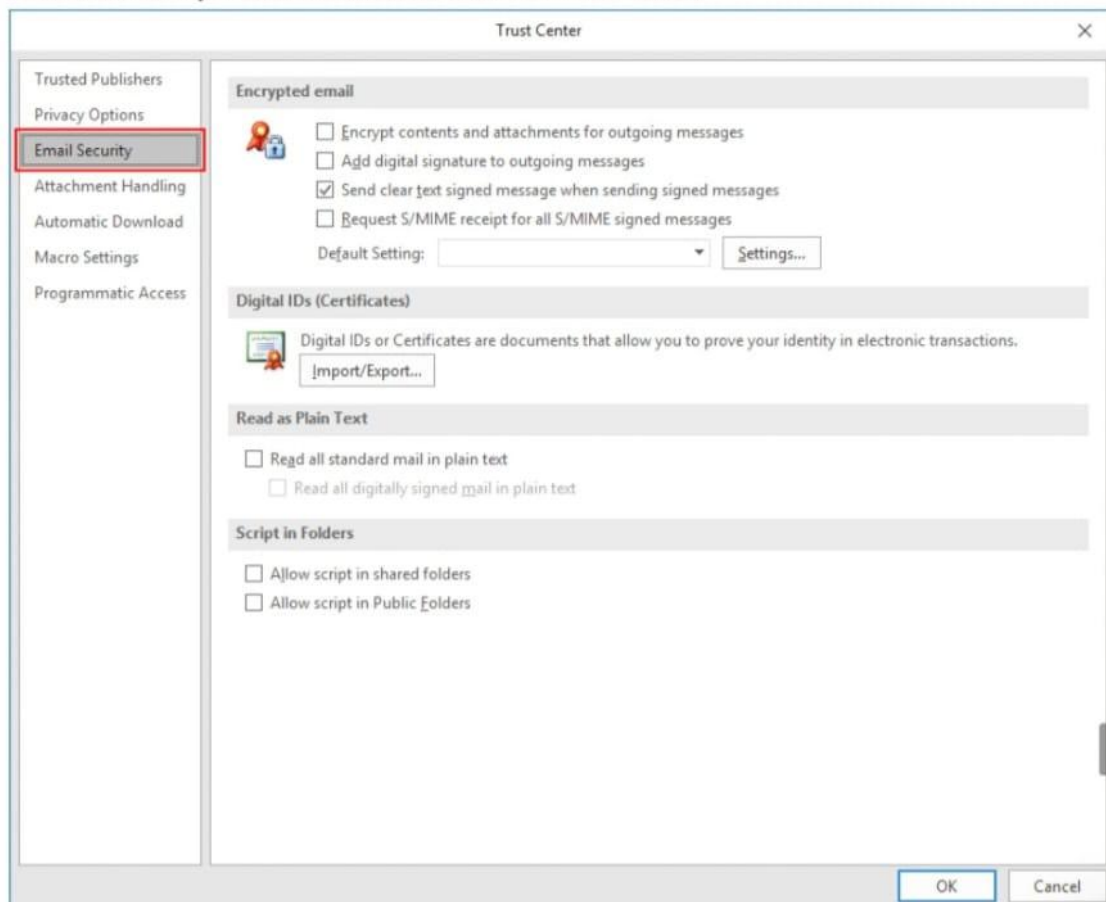 Trust Center
Trusted Publishers
Privacy Options
Email Security
Attachment Handling
Automatic Download
Macro Settings
Programmatic Access
Encrypted email
Encrypt contents and attachments for outgoing messages
Add digital signature to outgoing messages
Send clear text signed message when sending signed messages
Request S/MIME receipt for all S/MIME signed messages
Default Setting:
Settings...
Digital IDs (Certificates)
Digital IDs or Certificates are documents that allow you to prove your identity in electronic transactions.
Import/Export...
Read as Plain Text
Read all standard mail in plain text
Read all digitally signed mail in plain text
Script in Folders
Allow script in shared folders
Allow script in Public Folders
OK
Cancel